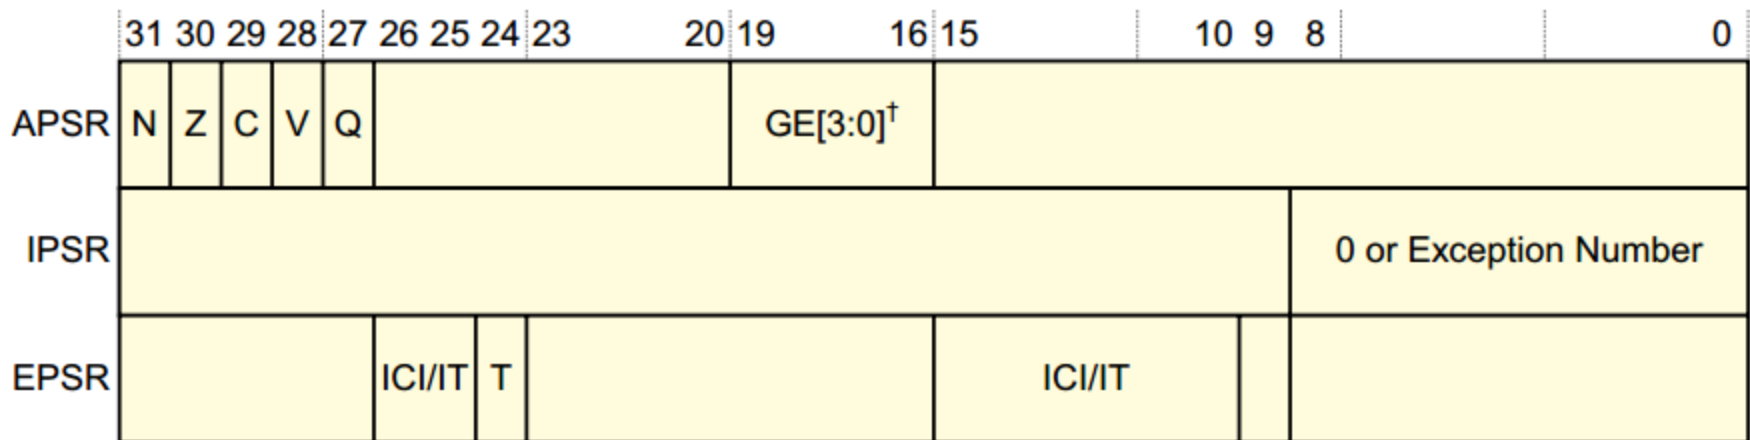 31 30 29 28 27 26 25 24 23 20 19 16 15 10 9 8 0
APSR N Z C V Q GE[3:0]†
IPSR 0 or Exception Number
EPSR ICI/IT T ICI/IT